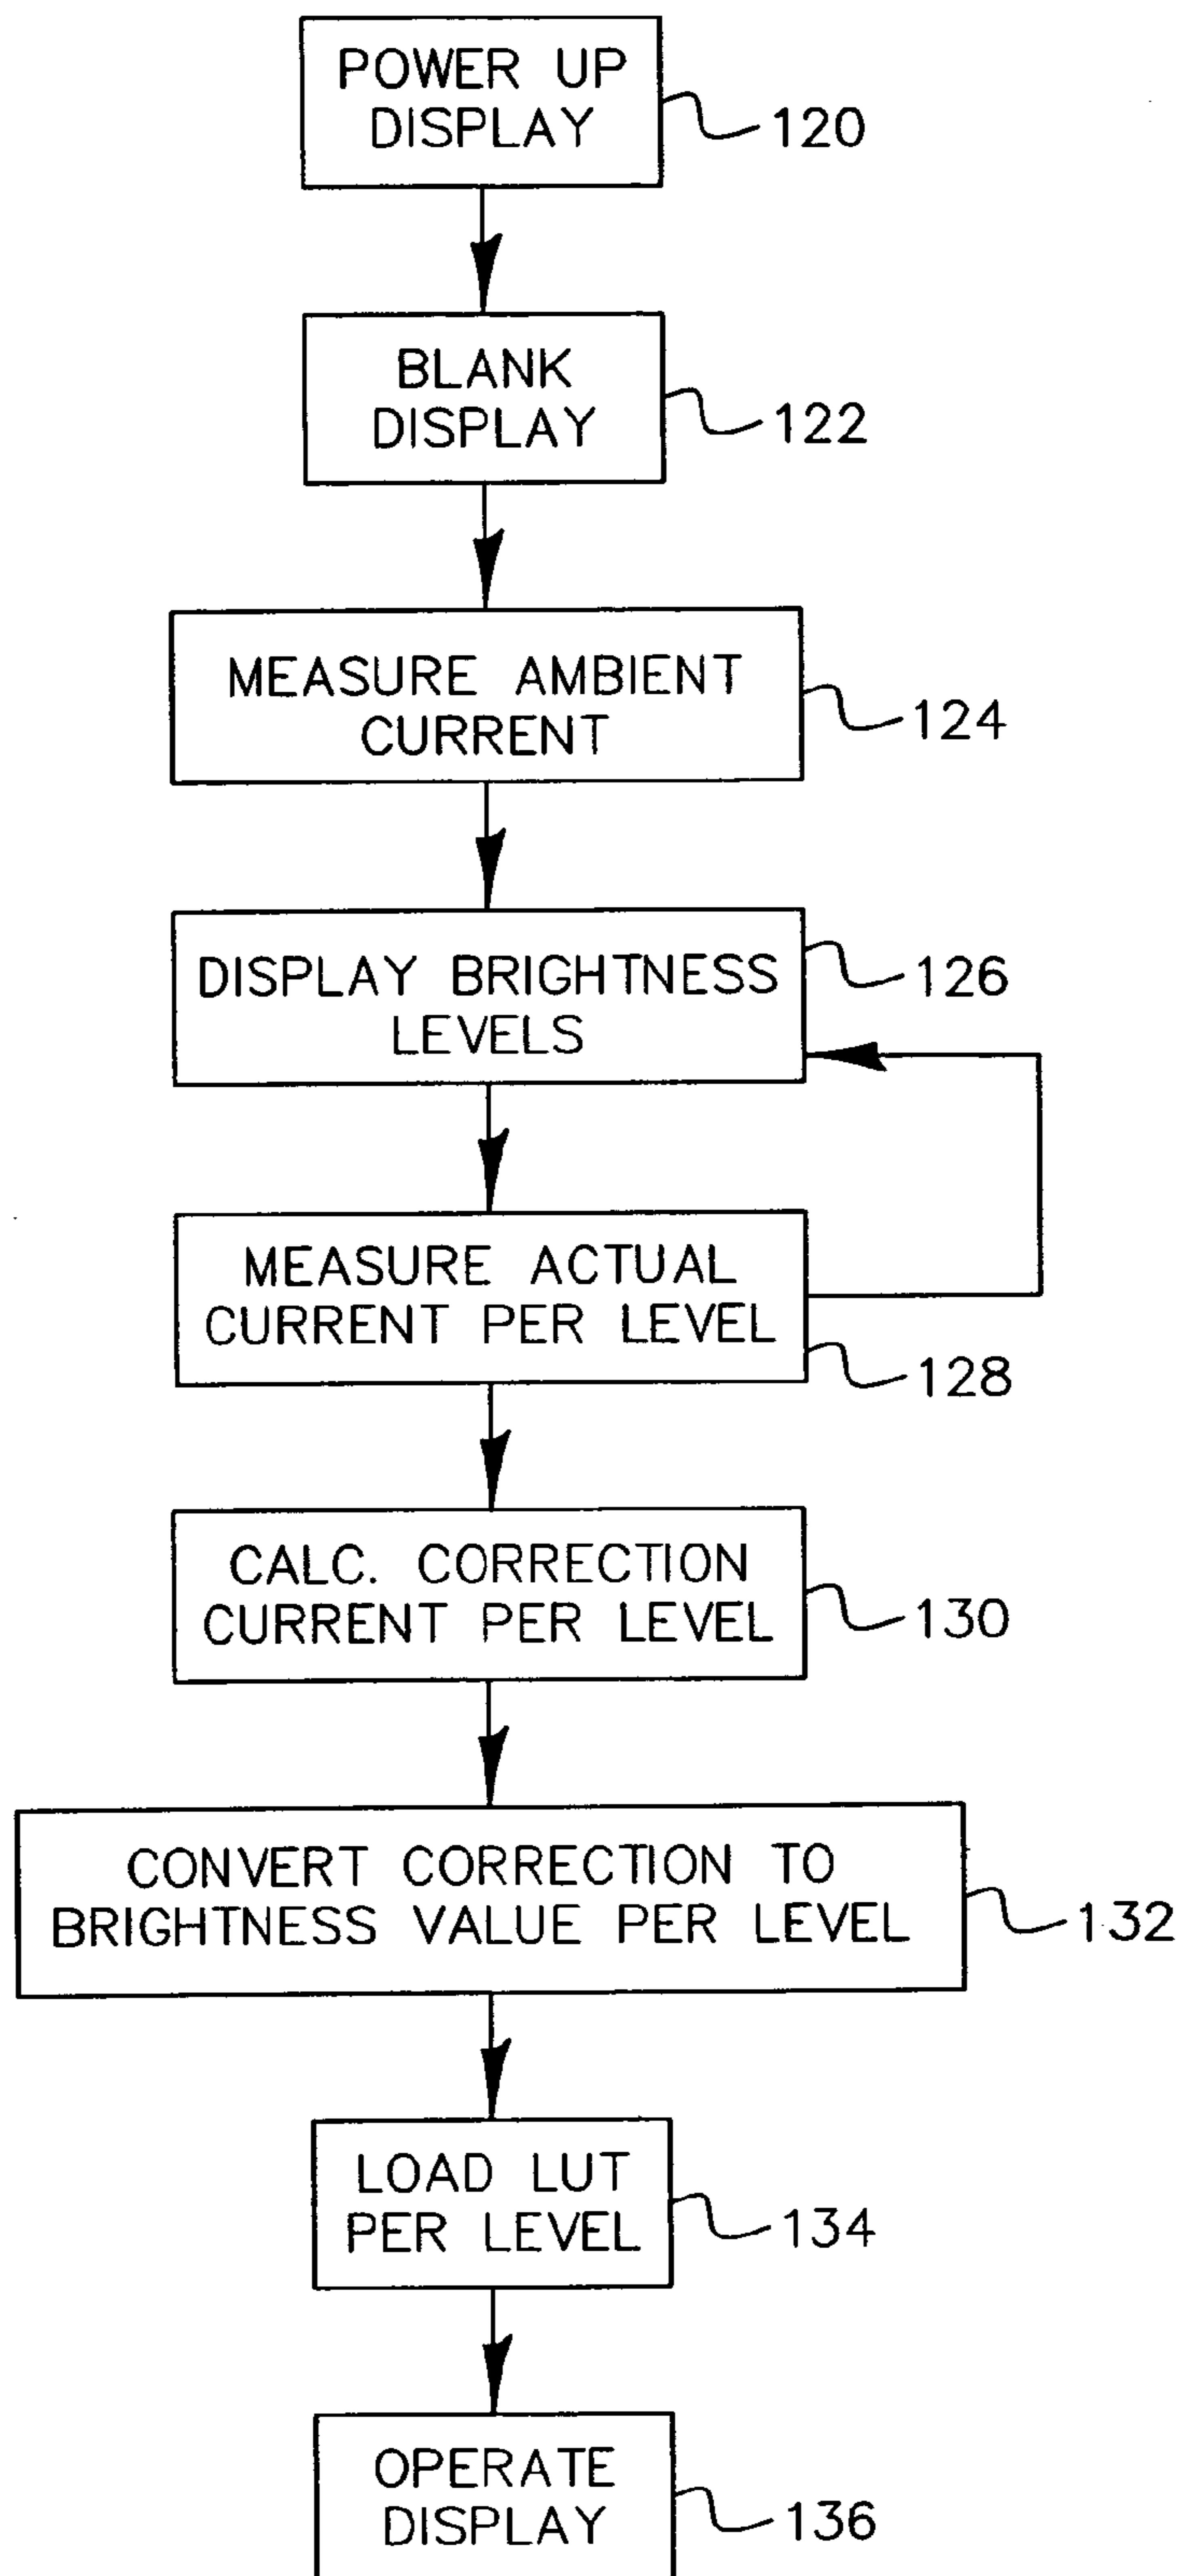 POWER UP
DISPLAY
120
BLANK
DISPLAY
122
MEASURE AMBIENT
CURRENT
124
DISPLAY BRIGHTNESS
LEVELS
126
MEASURE ACTUAL
CURRENT PER LEVEL
128
CALC. CORRECTION
CURRENT PER LEVEL
130
CONVERT CORRECTION TO
BRIGHTNESS VALUE PER LEVEL
132
LOAD LUT
PER LEVEL
134
OPERATE
DISPLAY
136